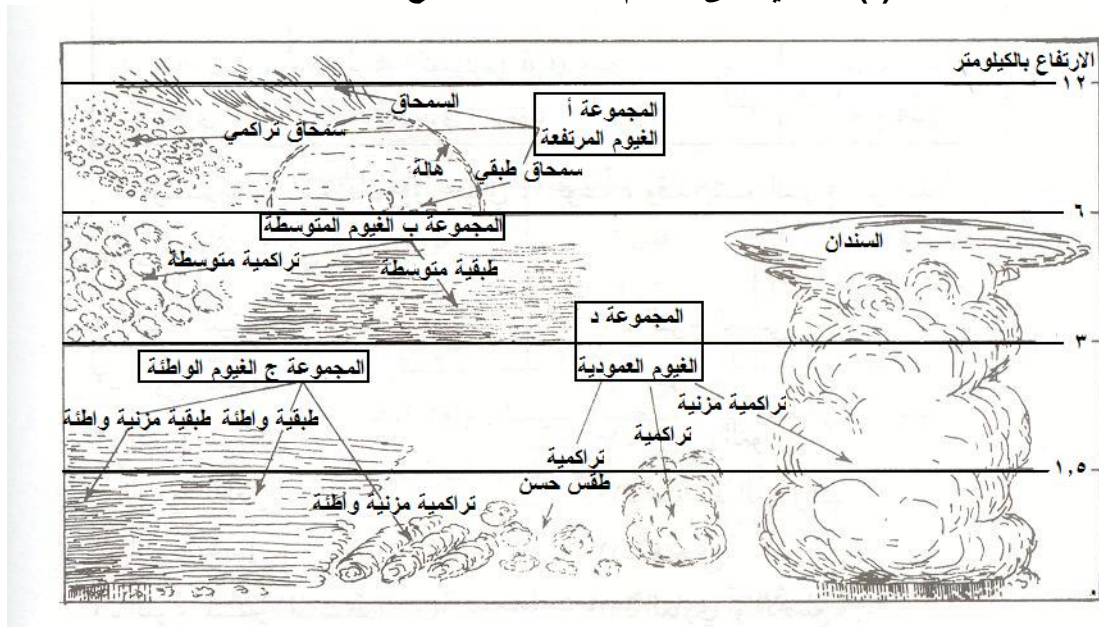 الارتفاع بالكيلومتر
١٢
السمحاق
المجموعة أ
الغيوم المرتفعة
سمحاق تراكمي
هالة
سمحاق طبقي
٦
المجموعة ب الغيوم المتوسطة
السندان
تراكمية متوسطة
طبقية متوسطة
المجموعة د
٣
الغيوم العمودية
المجموعة ج الغيوم الواطئة
تراكمية مزنية
طبقية واطئة
طبقية مزنية واطئة
تراكمية
تراكمية
طقس حسن
١,٥
تراكمية مزنية واطئة
٠